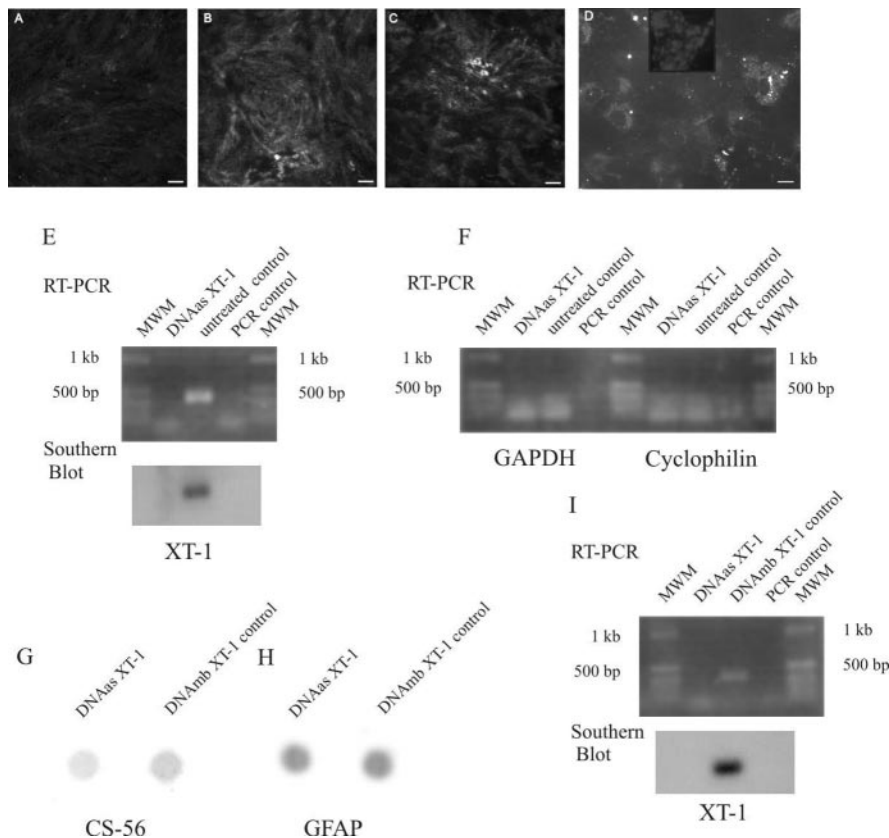 A
B
C
D
E
RT-PCR
MWM
DNAas XT-1
untreated control
PCR control
MWM
1 kb
500 bp
1 kb
500 bp
Southern
Blot
XT-1
F
RT-PCR
MWM
DNAas XT-1
untreated control
PCR control
MWM
DNAas XT-1
untreated control
PCR control
MWM
1 kb
500 bp
1 kb
500 bp
GAPDH
Cyclophilin
G
DNAas XT-1
DNAmb XT-1 control
CS-56
H
DNAas XT-1
DNAmb XT-1 control
GFAP
I
RT-PCR
MWM
DNAas XT-1
DNAmb XT-1 control
PCR control
MWM
1 kb
500 bp
1 kb
500 bp
Southern
Blot
XT-1